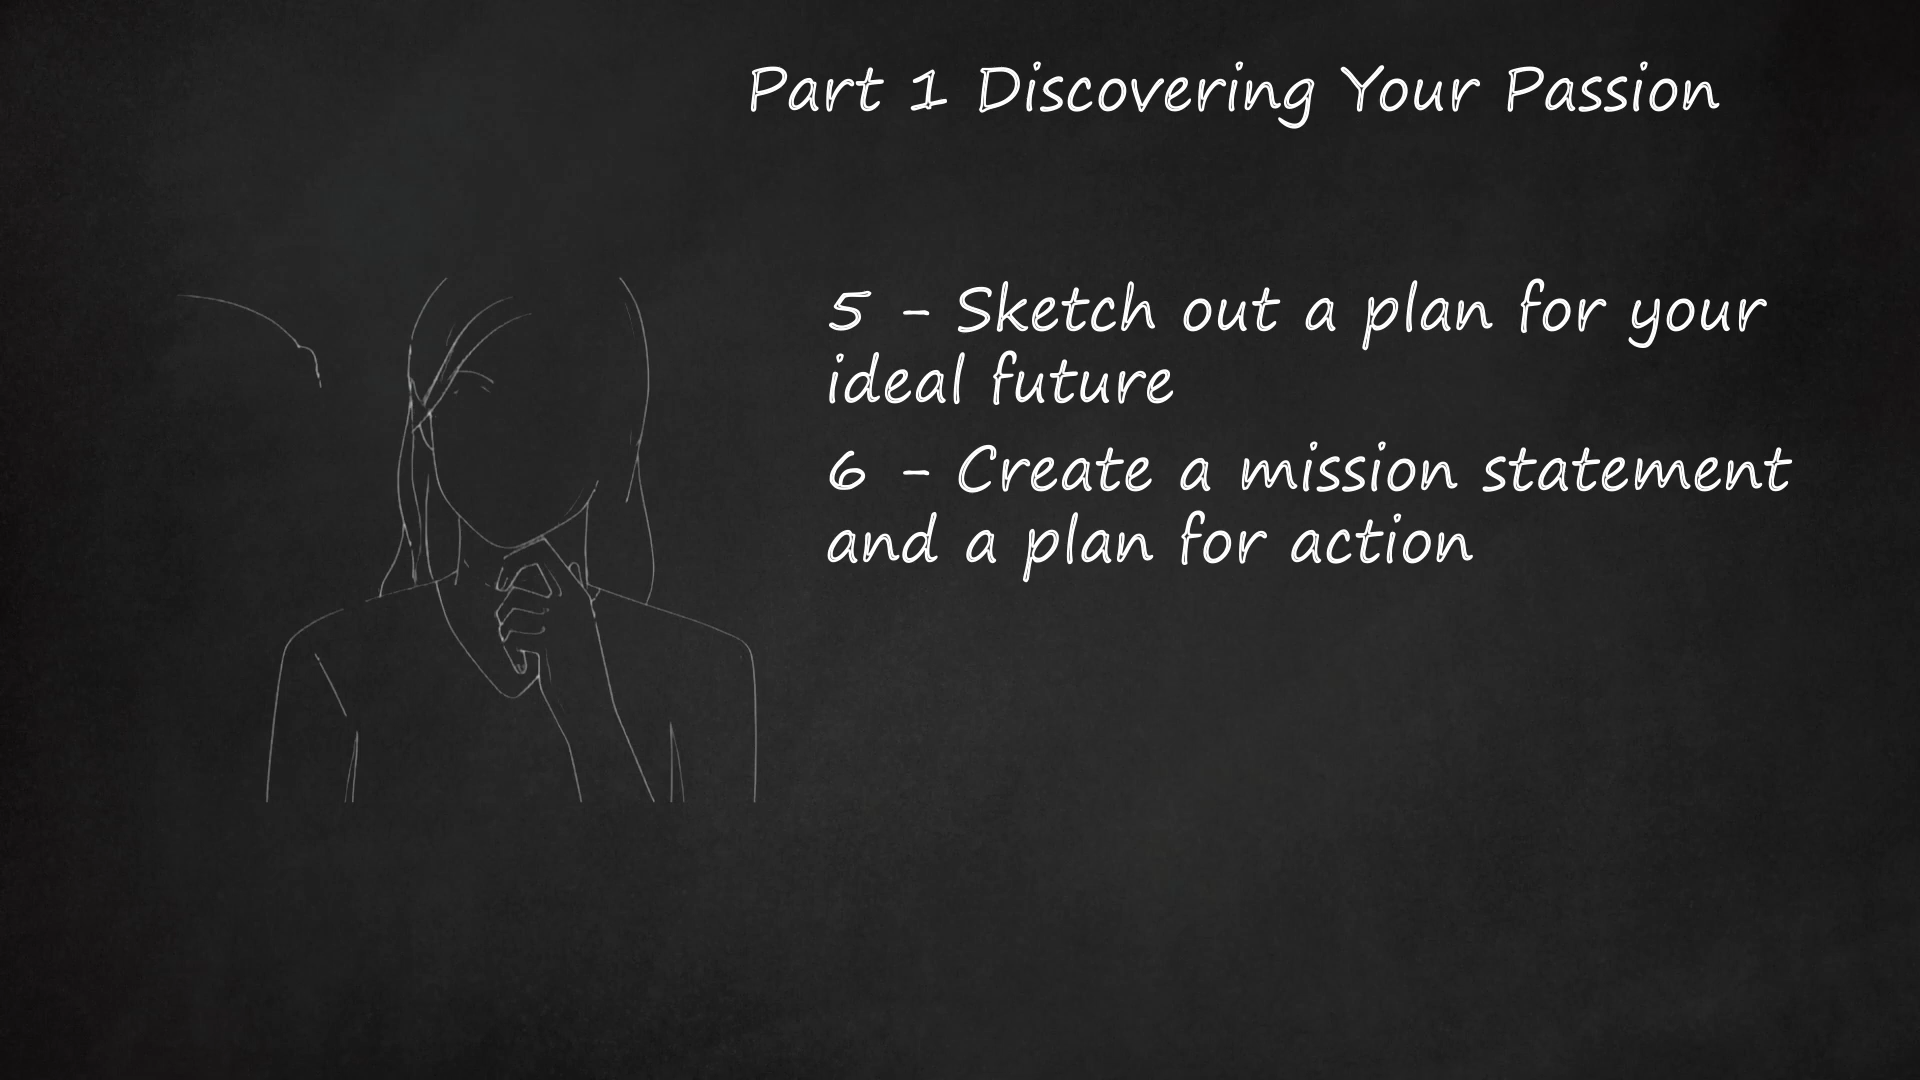 Part 1 Discovering Your Passion
5 - Sketch out a plan for your
ideal future
6 - Create a mission statement
and a plan for action